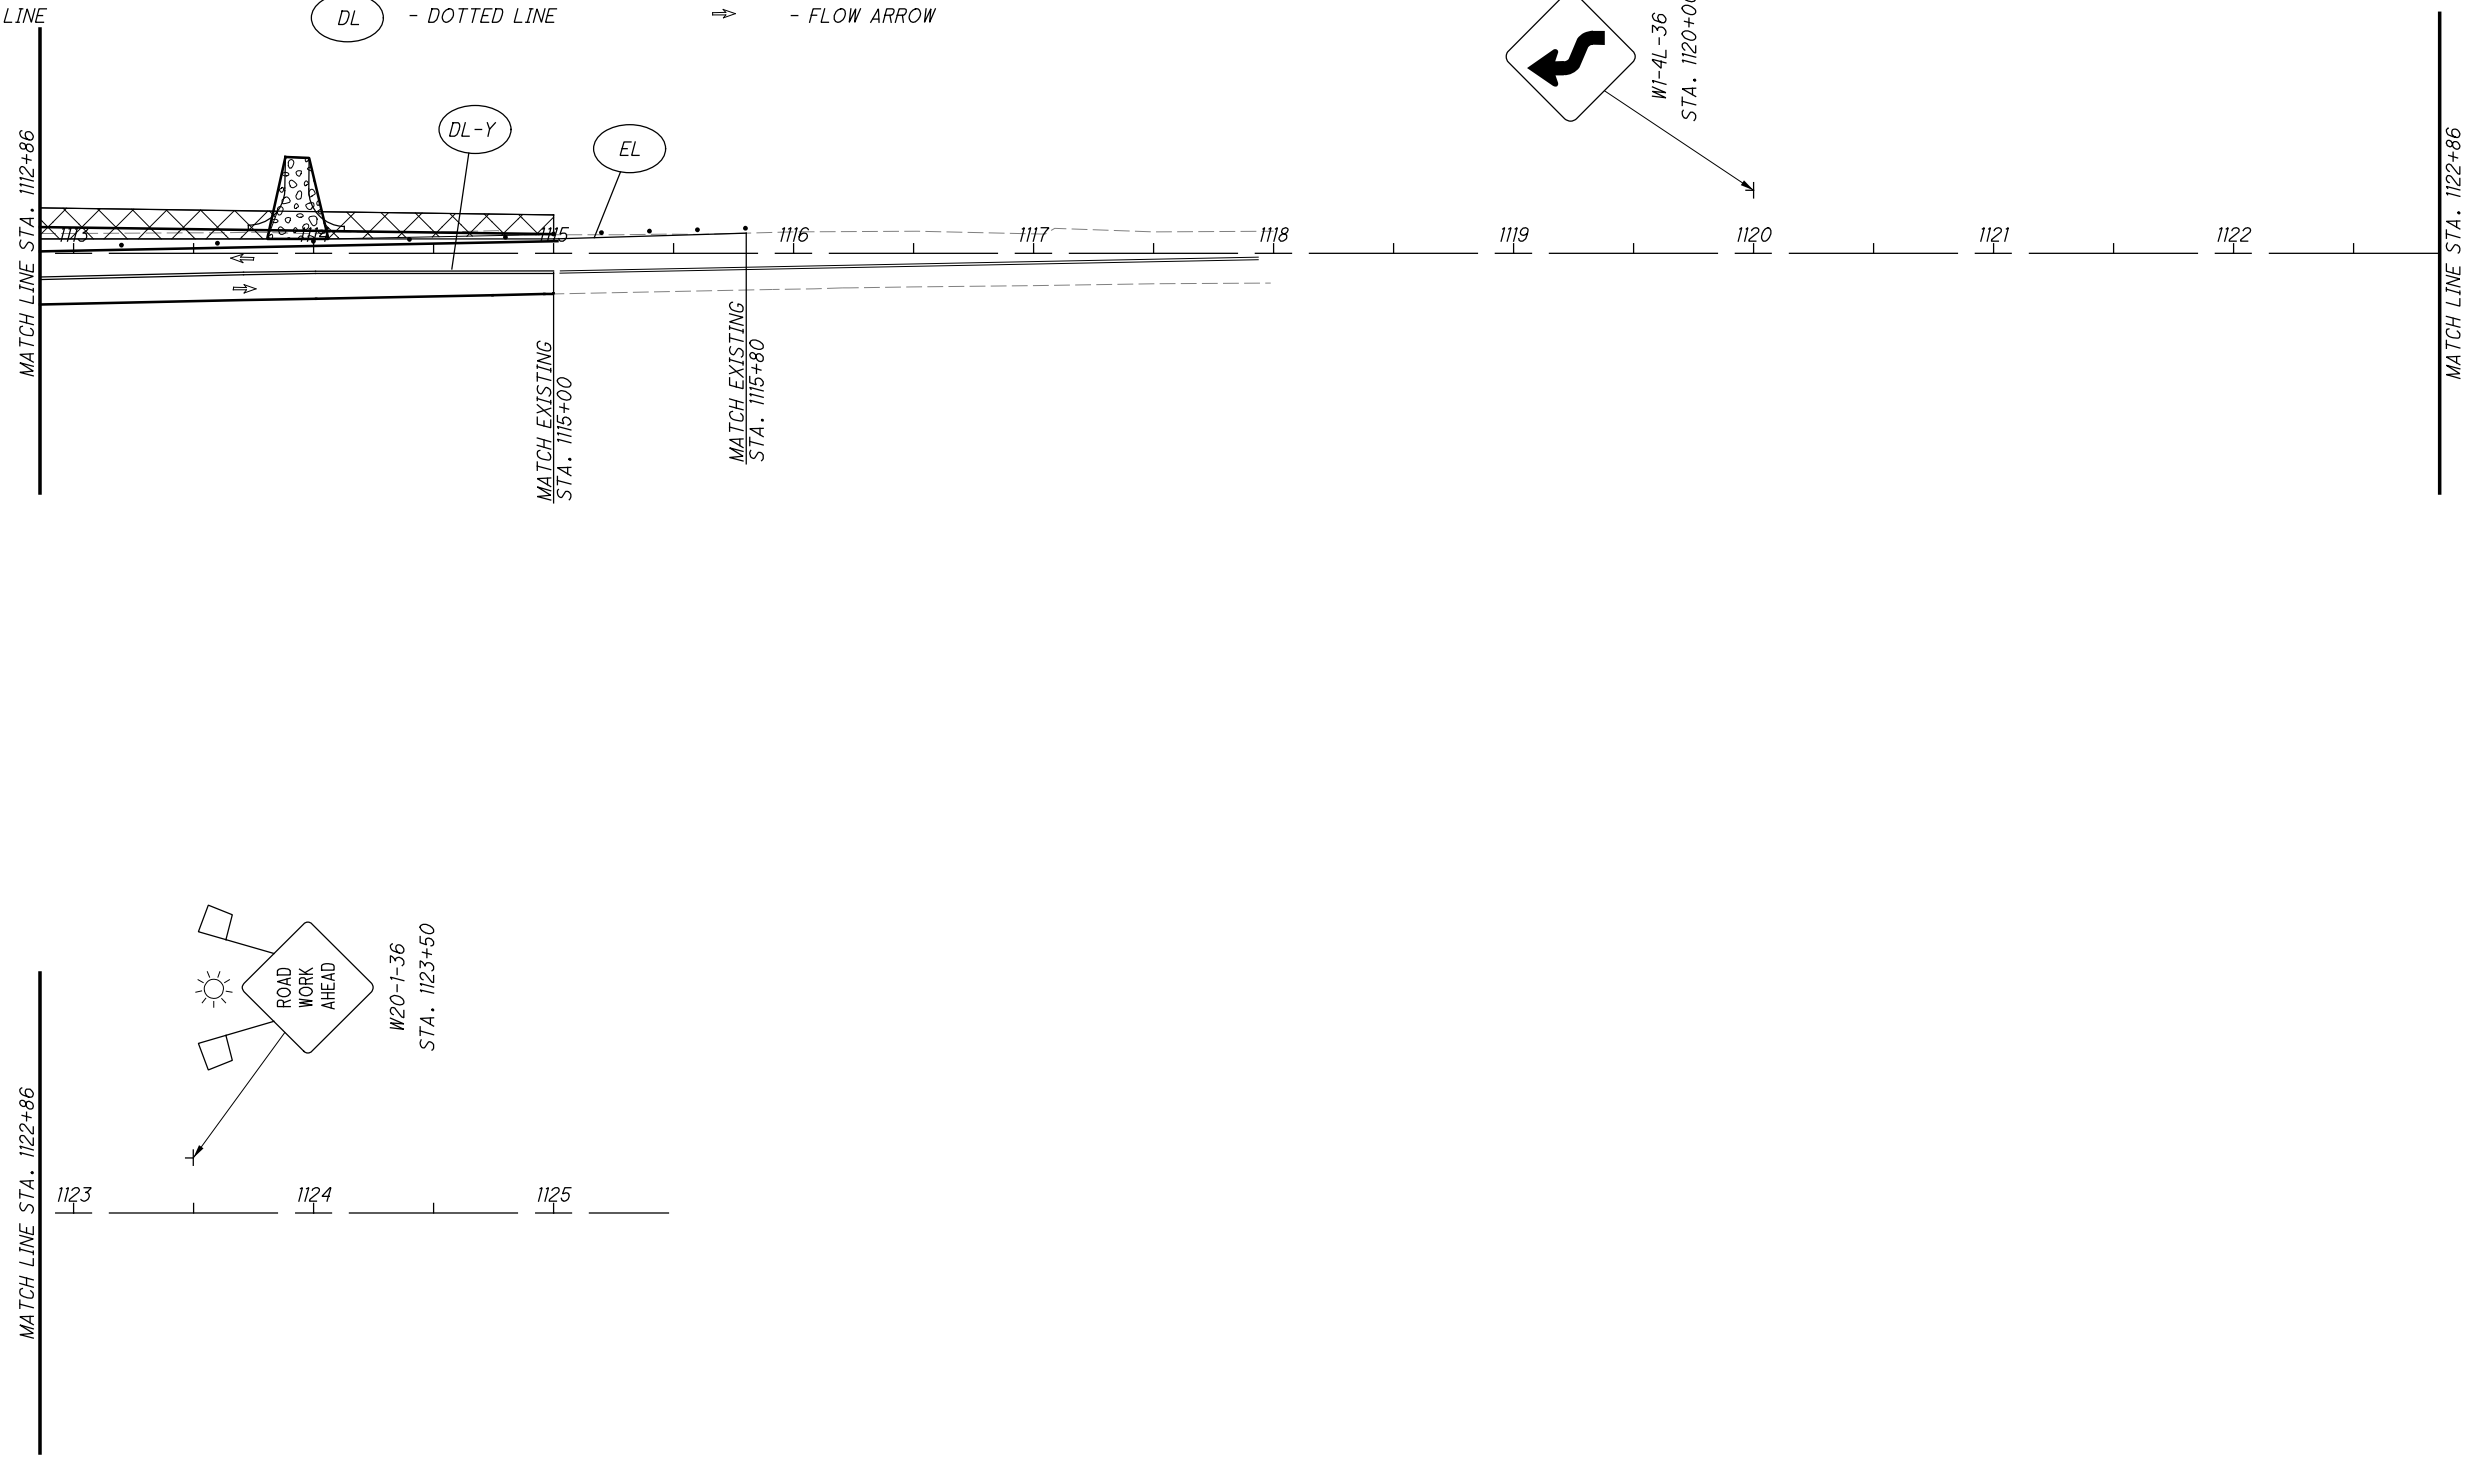 LINE
DL
- DOTTED LINE
- FLOW ARROW
W1-4L-36
STA. 1120+00
DL-Y
EL
MATCH LINE STA. 1112+86
1113
1114
1115
1116
1117
1118
1119
1120
1121
1122
MATCH LINE STA. 1122+86
MATCH EXISTING
STA. 1115+00
MATCH EXISTING
STA. 1115+80
ROAD
WORK
AHEAD
W20-1-36
STA. 1123+50
MATCH LINE STA. 1122+86
1123
1124
1125